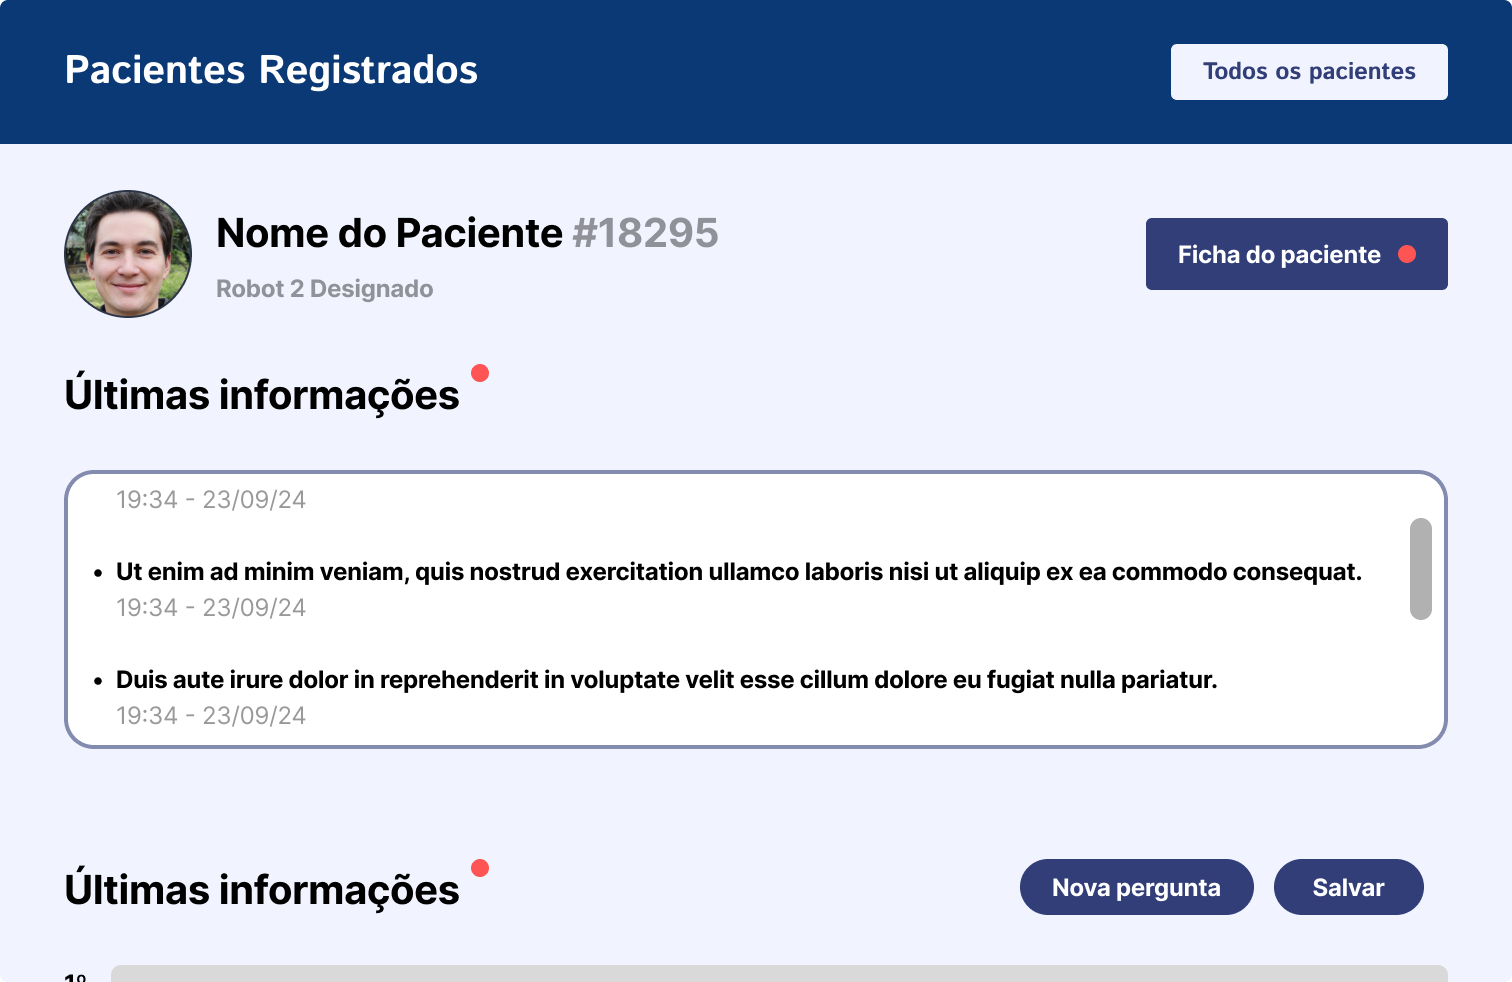 Pacientes Registrados
Todos os pacientes
Nome do Paciente #18295
Robot 2 Designado
Ficha do paciente
Últimas informações
19:34 - 23/09/24
• Ut enim ad minim veniam, quis nostrud exercitation ullamco laboris nisi ut aliquip ex ea commodo consequat.
19:34 - 23/09/24
• Duis aute irure dolor in reprehenderit in voluptate velit esse cillum dolore eu fugiat nulla pariatur.
19:34 - 23/09/24
Últimas informações
Nova pergunta
Salvar
1º